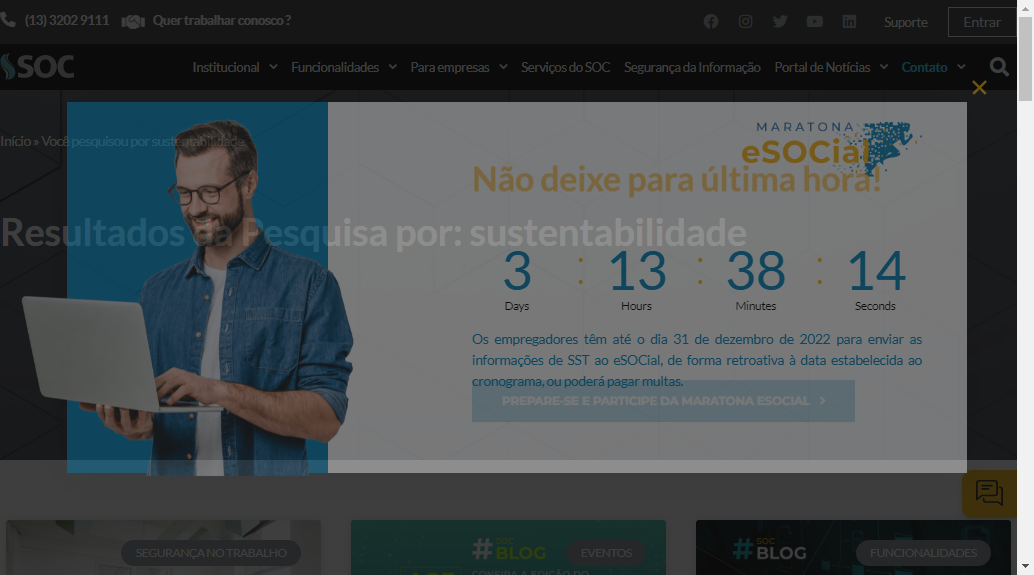 (13) 3202 9111 Quer trabalhar conosco ?
Suporte Entrar
SOC
Institucional Funcionalidades Para empresas Serviços do SOC Segurança da Informação Portal de Notícias Contato
Início » Você pesquisou por sustentabilidade
MARATONA
eSOCial
Não deixe para última hora!
Resultados da Pesquisa por: sustentabilidade
3 : 13 : 38 : 14
Days Hours Minutes Seconds
Os empregadores têm até o dia 31 de dezembro de 2022 para enviar as
informações de SST ao eSOCial, de forma retroativa à data estabelecida ao
cronograma, ou poderá pagar multas.
PREPARE-SE E PARTICIPE DA MARATONA ESOCIAL
SEGURANÇA NO TRABALHO
#SOC BLOG
EVENTOS
CONFIRA A EDIÇÃO DO
#SOC BLOG
FUNCIONALIDADES